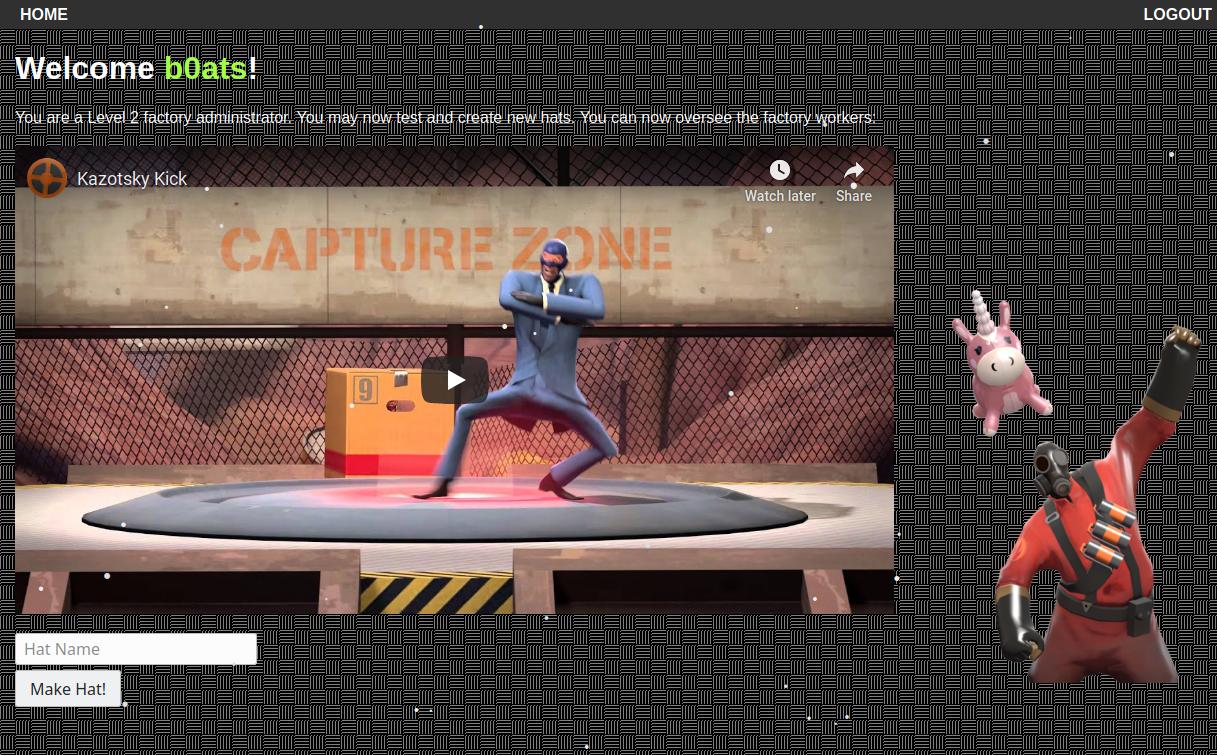 HOME
LOGOUT
Welcome b0ats!
You are a Level 2 factory administrator. You may now test and create new hats. You can now oversee the factory workers:
Kazotsky Kick
Watch later
Share
CAPTURE ZONE
9
Hat Name
Make Hat!